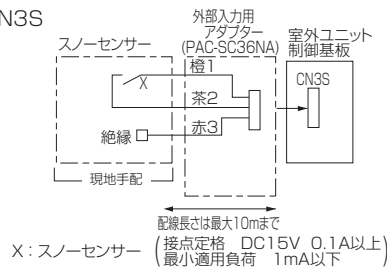 CN3S
外部入力用
アダプター
(PAC-SC36NA)
スノーセンサー
室外ユニット
制御基板
橙1
X
CN3S
茶2
赤3
絶縁
現地手配
配線長さは最大10mまで
X：スノーセンサー (接点定格 DC15V 0.1A以上
最小適用負荷 1mA以下)